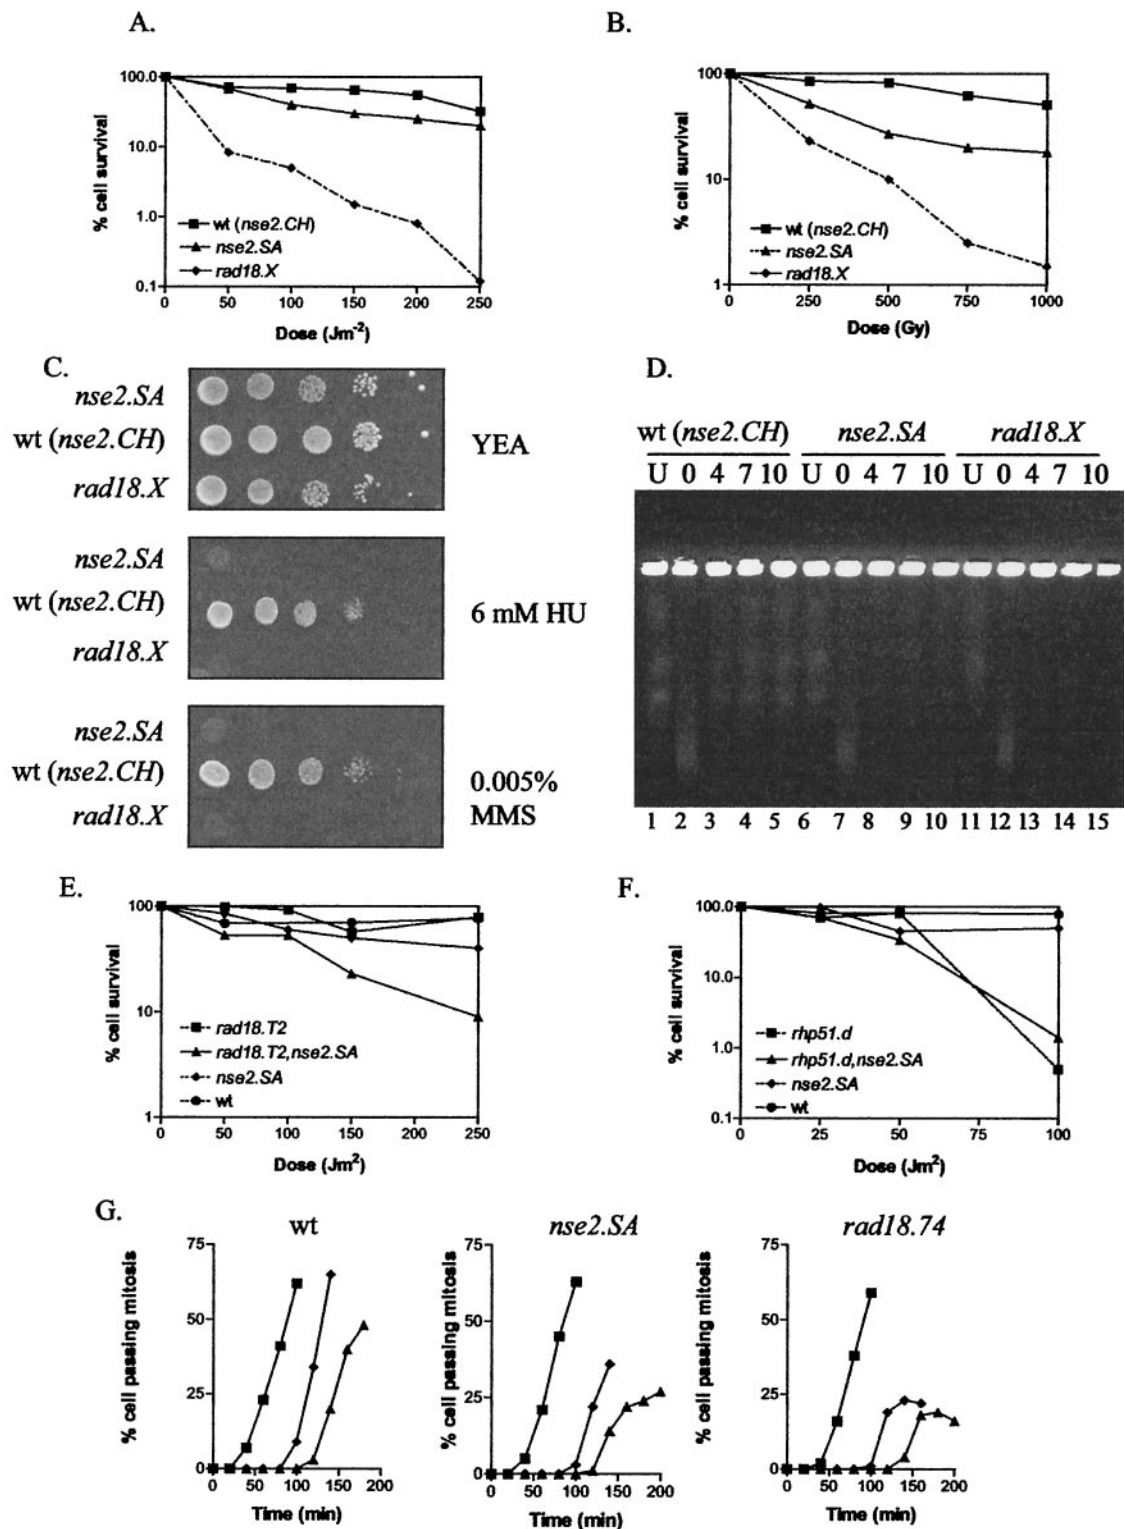 A.
% cell survival
100.0
10.0
1.0
0.1
wt (nse2.CH)
nse2.SA
rad18.X
0 50 100 150 200 250
Dose (Jm-2)
B.
% cell survival
100
10
1
wt (nse2.CH)
nse2.SA
rad18.X
0 250 500 750 1000
Dose (Gy)
C.
nse2.SA
wt (nse2.CH)
rad18.X
YEA
nse2.SA
wt (nse2.CH)
rad18.X
6 mM HU
nse2.SA
wt (nse2.CH)
rad18.X
0.005%
MMS
D.
wt (nse2.CH) nse2.SA rad18.X
U 0 4 7 10 U 0 4 7 10 U 0 4 7 10
1 2 3 4 5 6 7 8 9 10 11 12 13 14 15
E.
% cell survival
100
10
1
rad18.T2
rad18.T2,nse2.SA
nse2.SA
wt
0 50 100 150 200 250
Dose (Jm2)
F.
% cell survival
100.0
10.0
1.0
0.1
rhp51.d
rhp51.d,nse2.SA
nse2.SA
wt
0 25 50 75 100
Dose (Jm2)
G.
wt
% cell passing mitosis
75
50
25
0
0 50 100 150 200
Time (min)
nse2.SA
% cell passing mitosis
75
50
25
0
0 50 100 150 200
Time (min)
rad18.74
% cell passing mitosis
75
50
25
0
0 50 100 150 200
Time (min)